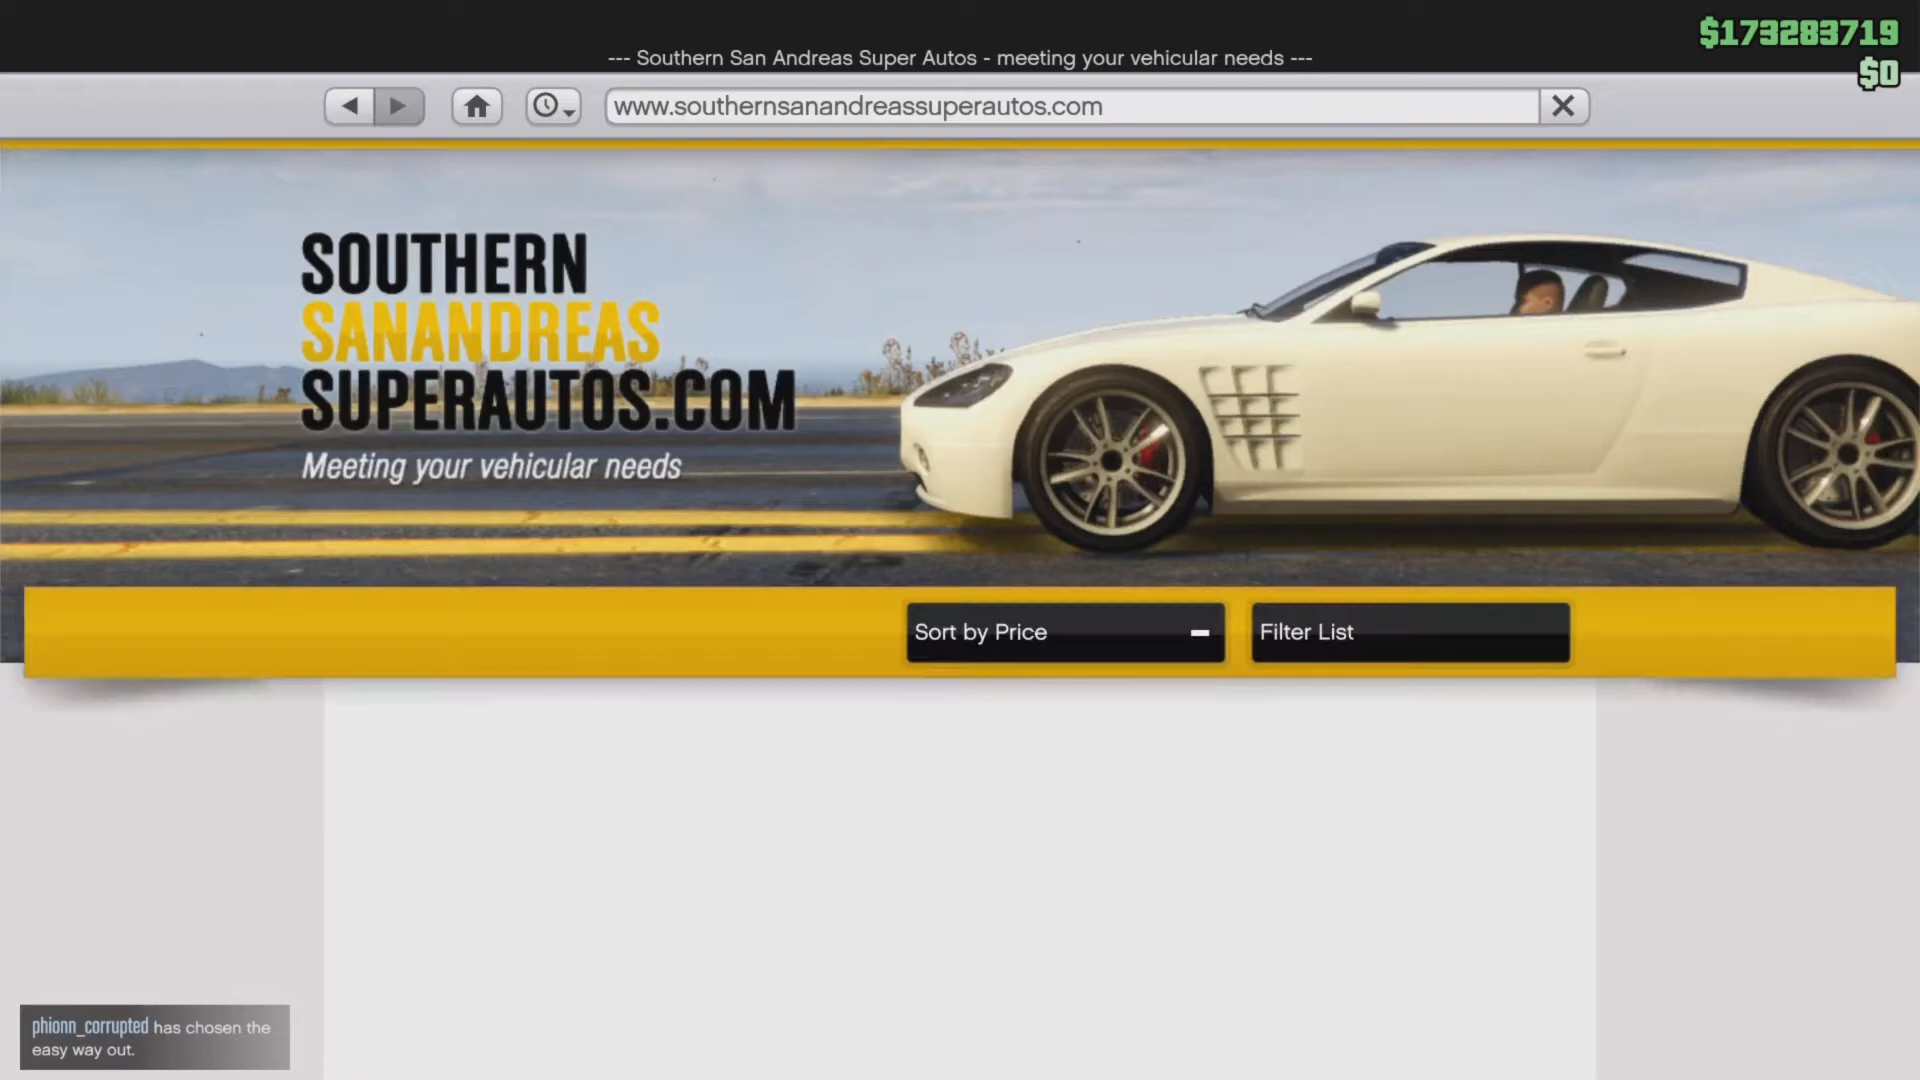 $173283719
--- Southern San Andreas Super Autos - meeting your vehicular needs ---
$0
www.southernsanandreassuperautos.com
SOUTHERN
SANANDREAS
SUPERAUTOS.COM
Meeting your vehicular needs
Sort by Price
Filter List
phionn_corrupted has chosen the
easy way out.